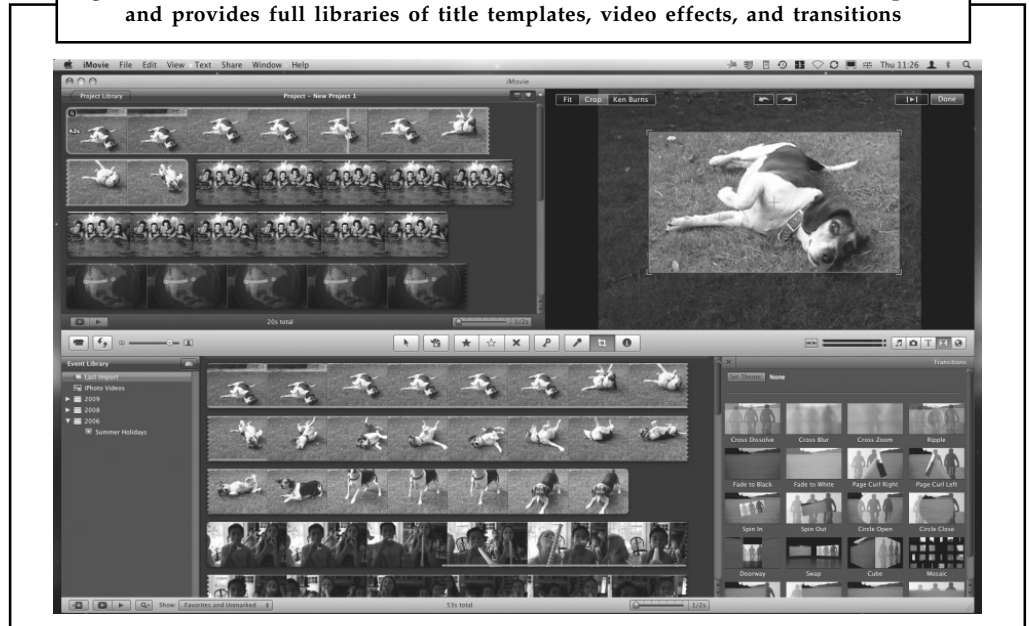 and provides full libraries of title templates, video effects, and transitions
iMovie File Edit View Text Share Window Help
Thu 11:26
iMovie
Project Library
Project - New Project 1
Fit Crop Ken Burns
Done
4.2s
20s total
1/2s
Event Library
Last Import
iPhoto Videos
2009
2008
2006
Summer Holidays
Transitions
Set Theme: None
Cross Dissolve Cross Blur Cross Zoom Ripple
Fade to Black Fade to White Page Curl Right Page Curl Left
Spin In Spin Out Circle Open Circle Close
Doorway Swap Cube Mosaic
Show: Favorites and Unmarked
53s total
1/2s